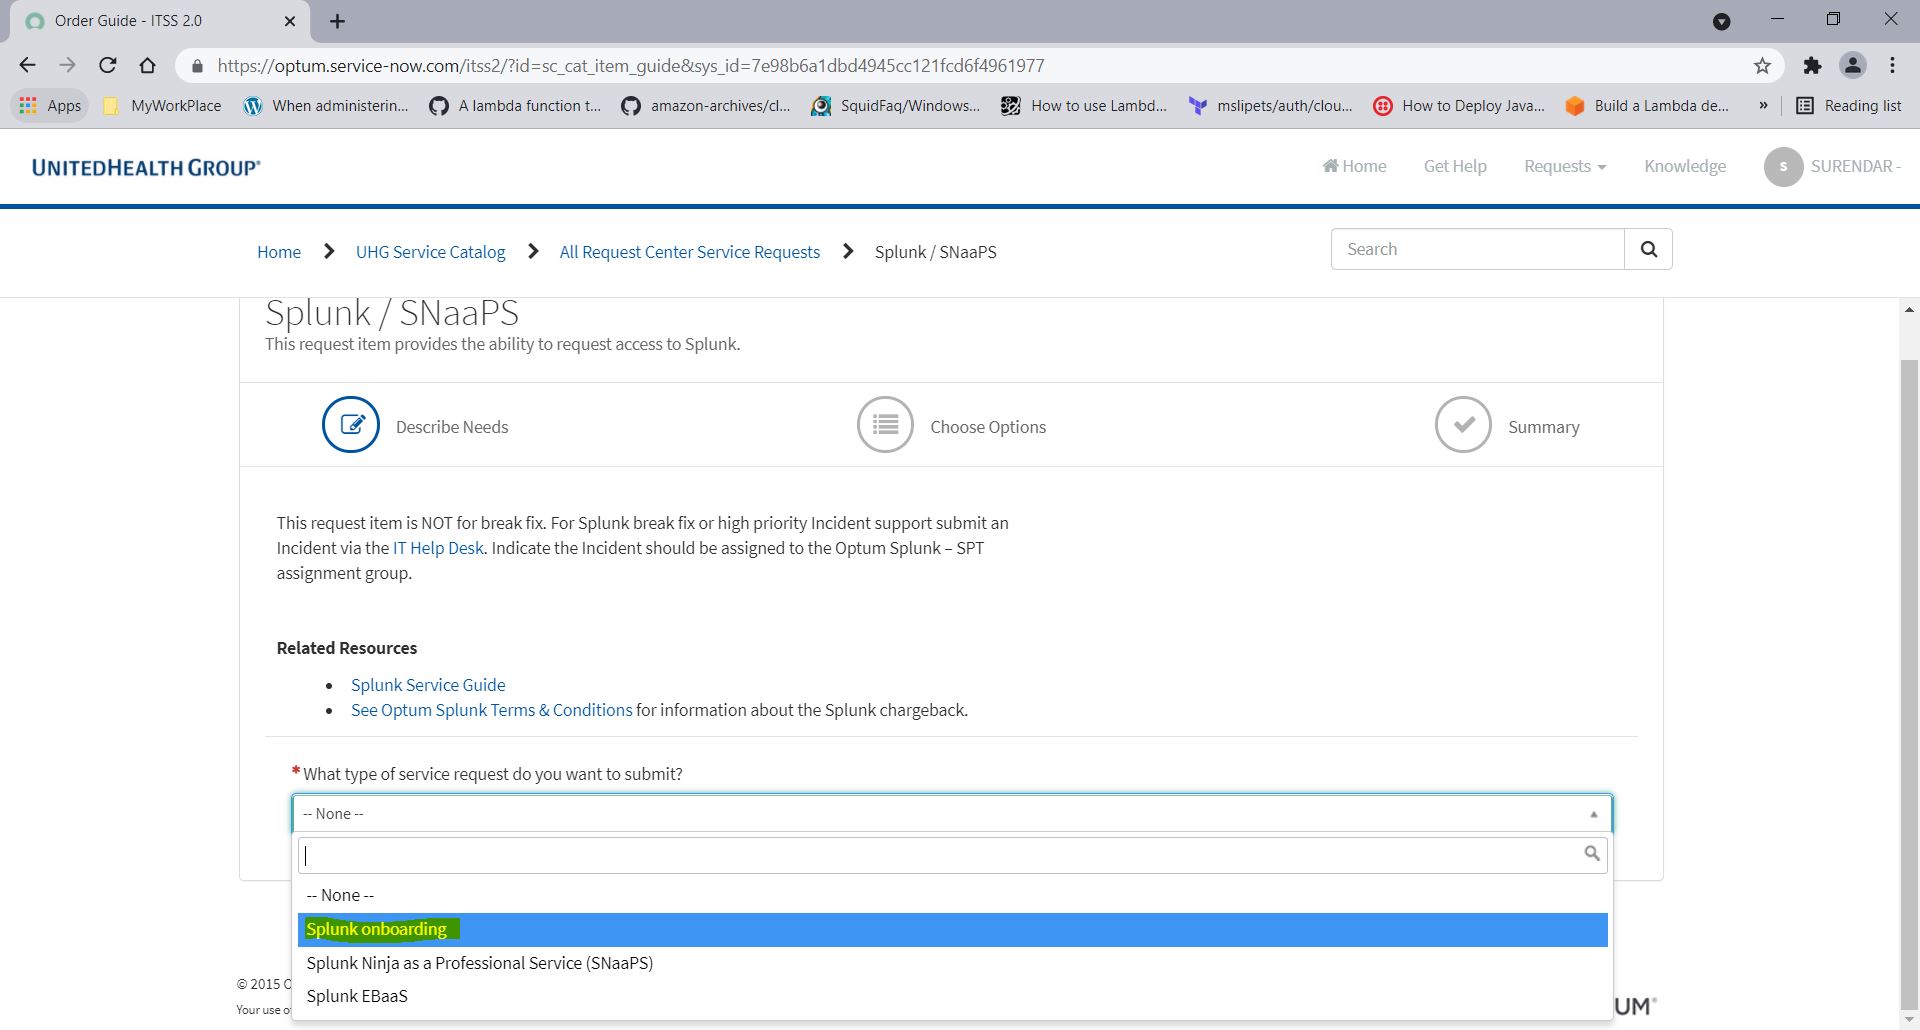 Order Guide - ITSS 2.0
https://optum.service-now.com/itss2/?id=sc_cat_item_guide&sys_id=7e98b6a1dbd4945cc121fcd6f4961977
Apps MyWorkPlace When administerin... A lambda function t... amazon-archives/cl... SquidFaq/Windows... How to use Lambd... mslipets/auth/clou... How to Deploy Java... Build a Lambda de... » Reading list
UNITEDHEALTH GROUP® Home Get Help Requests Knowledge S SURENDAR -
Home UHG Service Catalog All Request Center Service Requests Splunk / SNaaPS Search
Splunk / SNaaPS
This request item provides the ability to request access to Splunk.
Describe Needs Choose Options Summary
This request item is NOT for break fix. For Splunk break fix or high priority Incident support submit an
Incident via the IT Help Desk. Indicate the Incident should be assigned to the Optum Splunk – SPT
assignment group.
Related Resources
• Splunk Service Guide
• See Optum Splunk Terms & Conditions for information about the Splunk chargeback.
* What type of service request do you want to submit?
-- None --
-- None --
Splunk onboarding
Splunk Ninja as a Professional Service (SNaaPS)
© 2015 O
Splunk EBaaS
Your use o UM®